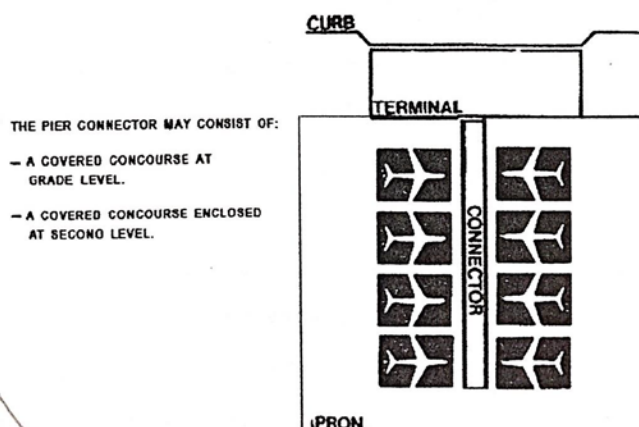 CURB
TERMINAL
THE PIER CONNECTOR MAY CONSIST OF:
– A COVERED CONCOURSE AT
GRADE LEVEL.
– A COVERED CONCOURSE ENCLOSED
AT SECOND LEVEL.
CONNECTOR
APRON